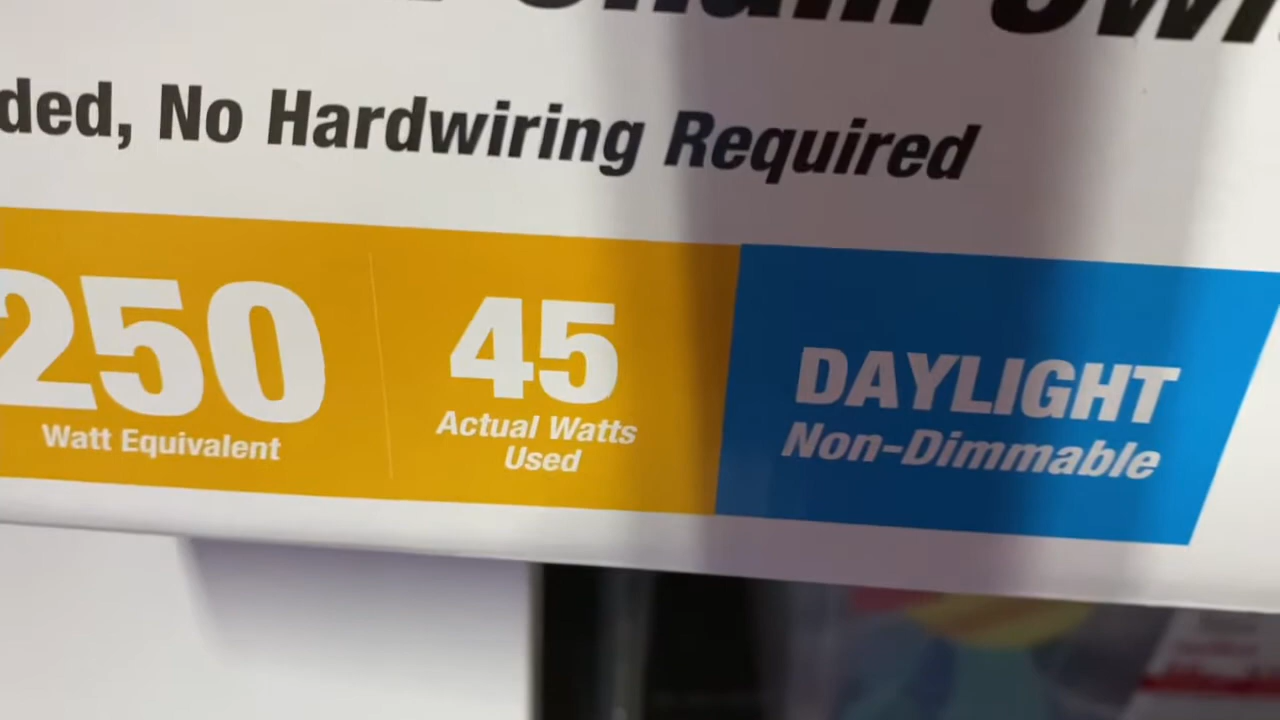 ded, No Hardwiring Required
250
Watt Equivalent
45
Actual Watts
Used
DAYLIGHT
Non-Dimmable